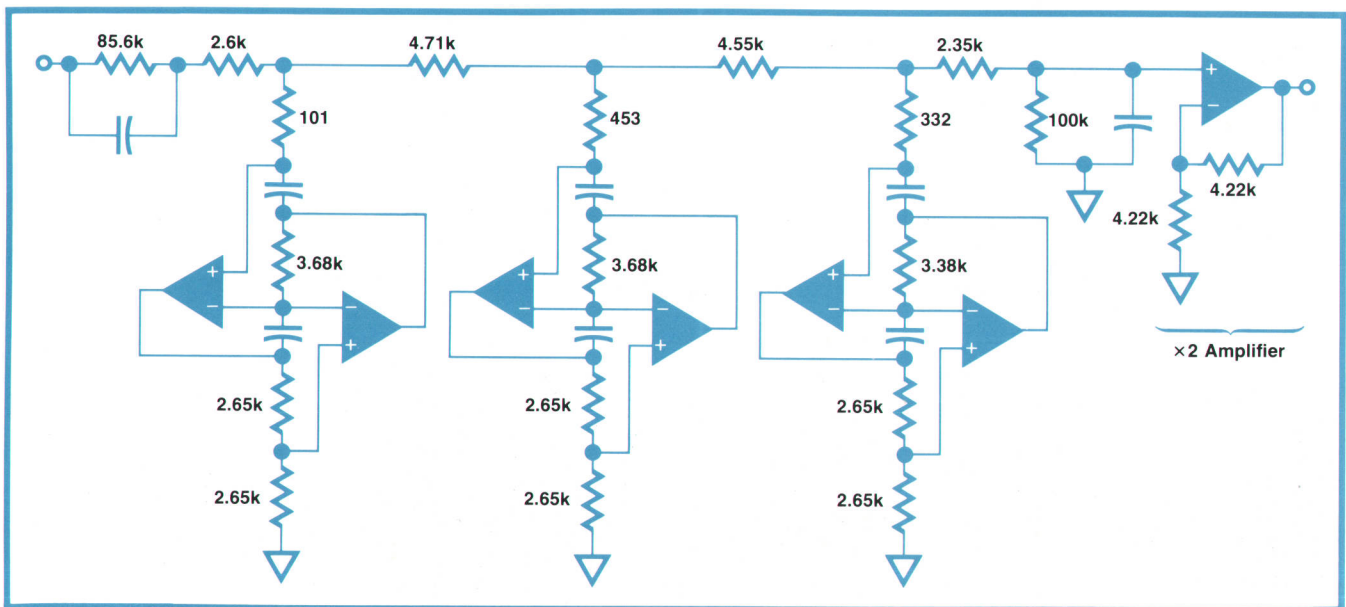 85.6k 2.6k 4.71k 4.55k 2.35k
101 453 332 100k
+ −
4.22k
4.22k
3.68k 3.68k 3.38k
+ − − +
+ − − +
+ − − +
×2 Amplifier
2.65k 2.65k 2.65k
2.65k 2.65k 2.65k